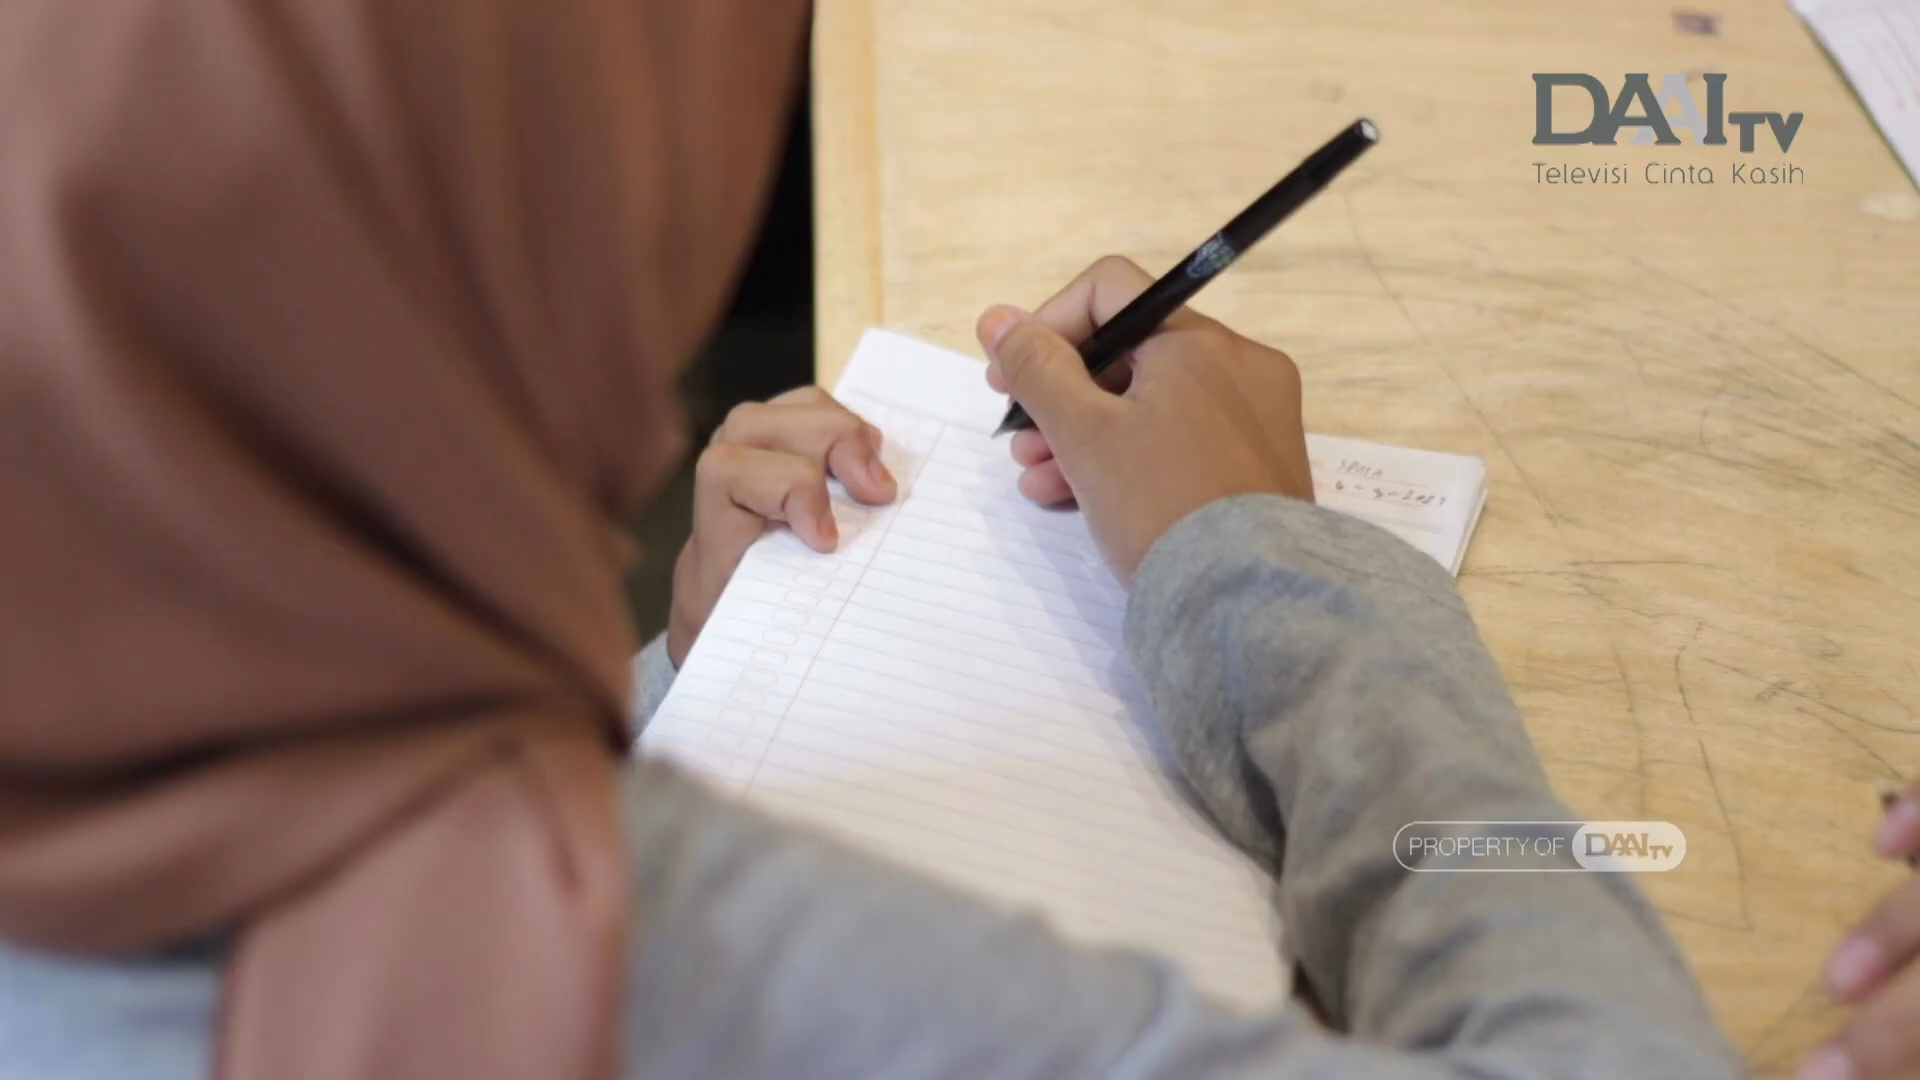 DAAI TV
Televisi Cinta Kasih
PROPERTY OF DAAI TV